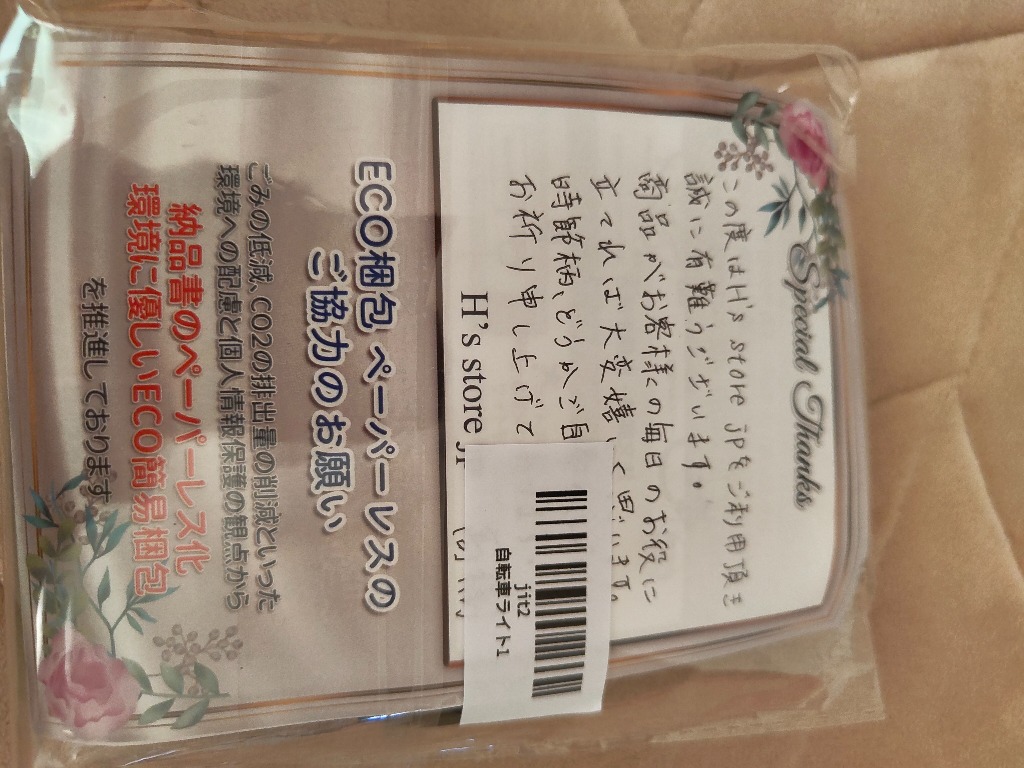 Special Thanks
この度はH's store jpをご利用頂き
誠に有難うございます。
商品がお客様の毎日のお役に
立てれば大変嬉しく思います。
時節柄、どうかご自
お祈り申し上げて
H's store
ECO梱包 ペーパーレスの
ご協力のお願い
ごみの低減、CO2の排出量の削減といった
環境への配慮と個人情報保護の観点から
納品書のペーパーレス化
環境に優しいECO簡易梱包
を推進しております
jit2
自転車ライト1